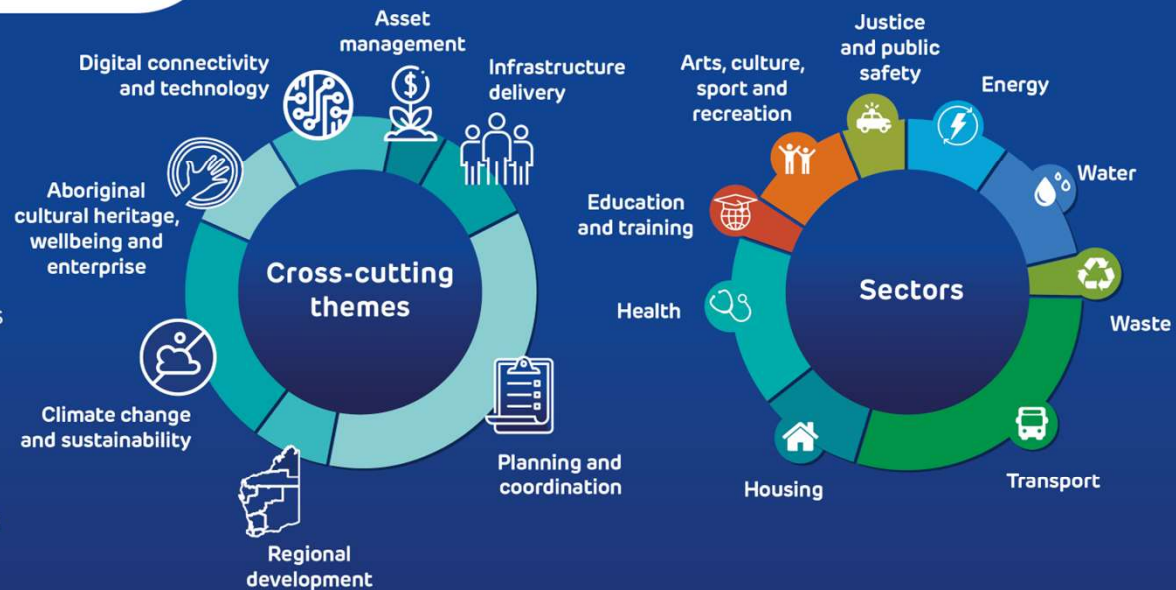 Asset
management
Digital connectivity
and technology
Infrastructure
delivery
Aboriginal
cultural heritage,
wellbeing and
enterprise
Cross-cutting
themes
Climate change
and sustainability
Planning and
coordination
Regional
development
Justice
and public
safety
Arts, culture,
sport and
recreation
Energy
Water
Education
and training
Sectors
Health
Waste
Housing
Transport